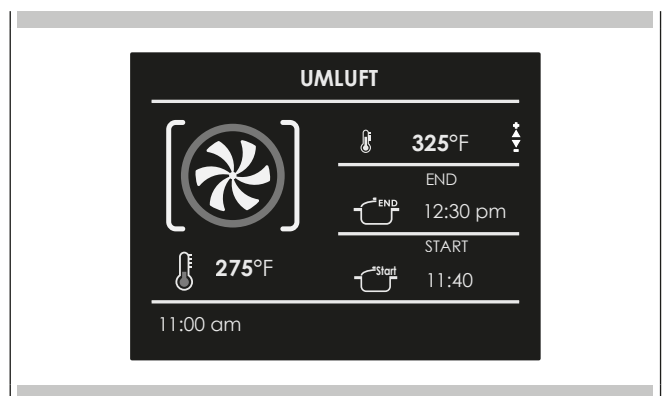 UMLUFT
325°F
END
END
12:30 pm
START
Start
11:40
275°F
11:00 am